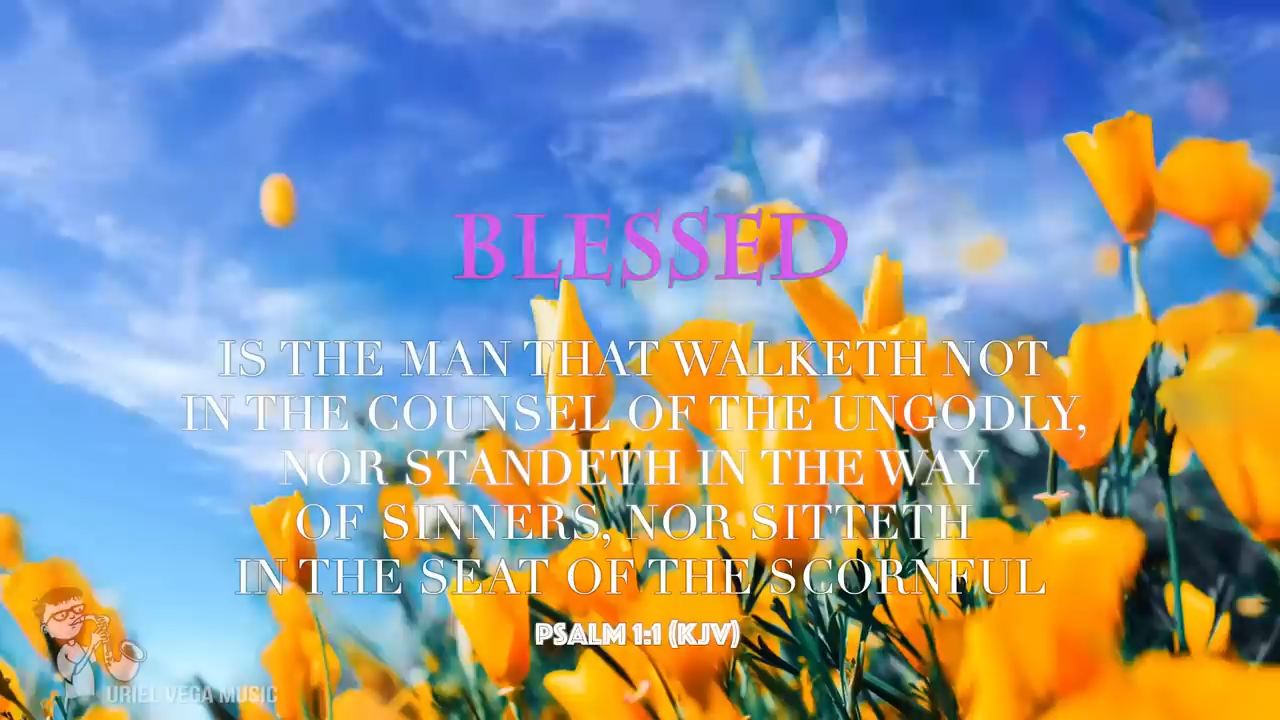 BLESSED
IS THE MAN THAT WALKETH NOT
IN THE COUNSEL OF THE UNGODLY,
NOR STANDETH IN THE WAY
OF SINNERS, NOR SITTETH
IN THE SEAT OF THE SCORNFUL
PSALM 1:1 (KJV)
URIEL VEGA MUSIC